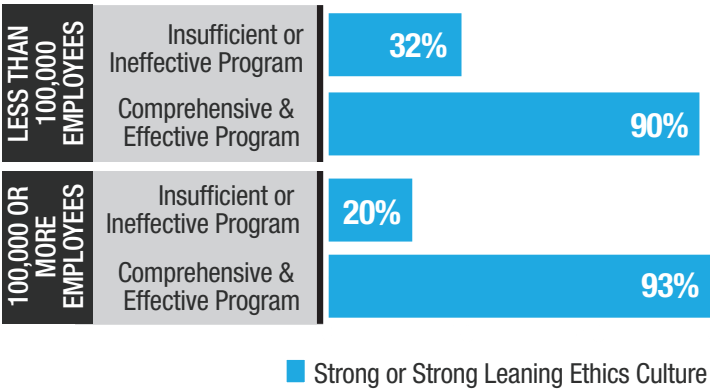 LESS THAN
100,000
EMPLOYEES
Insufficient or
Ineffective Program
32%
Comprehensive &
Effective Program
90%
100,000 OR
MORE
EMPLOYEES
Insufficient or
Ineffective Program
20%
Comprehensive &
Effective Program
93%
Strong or Strong Leaning Ethics Culture